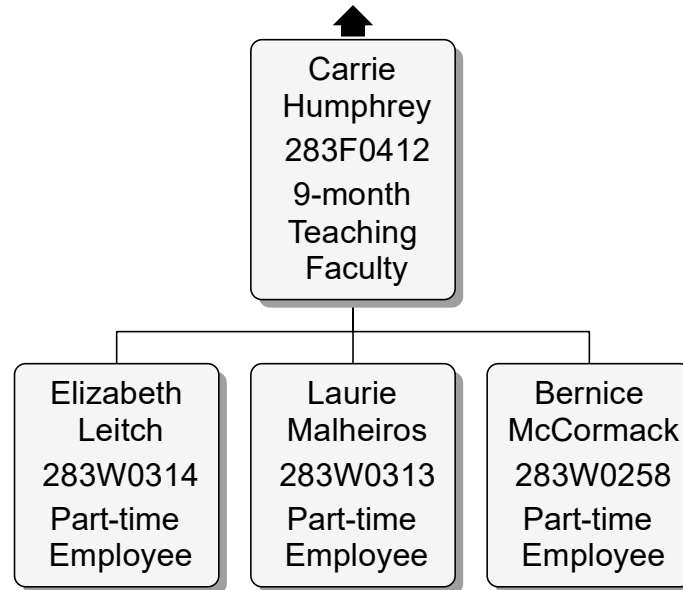 Carrie
Humphrey
283F0412
9-month
Teaching
Faculty
Elizabeth
Leitch
283W0314
Part-time
Employee
Laurie
Malheiros
283W0313
Part-time
Employee
Bernice
McCormack
283W0258
Part-time
Employee